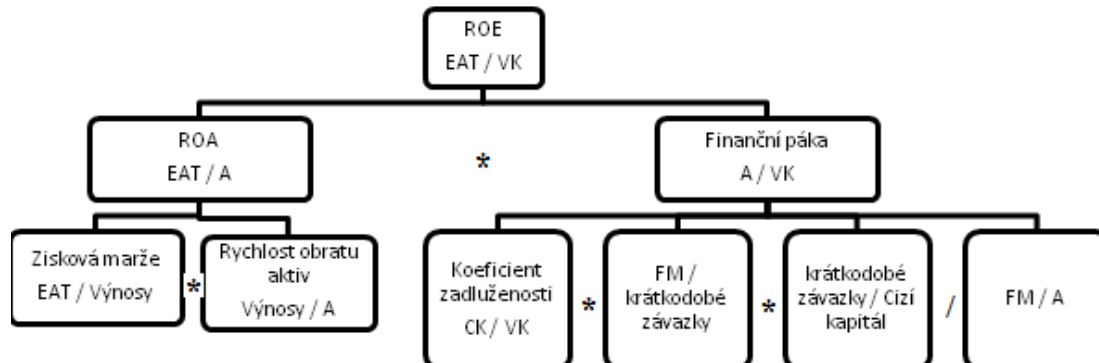 ROE
EAT / VK
ROA
EAT / A
*
Finanční páka
A / VK
Zisková marže
EAT / Výnosy
*
Rychlost obratu
aktiv
Výnosy / A
Koeficient
zadluženosti
CK / VK
*
FM /
krátkodobé
závazky
*
krátkodobé
závazky / Cizí
kapitál
/
FM / A